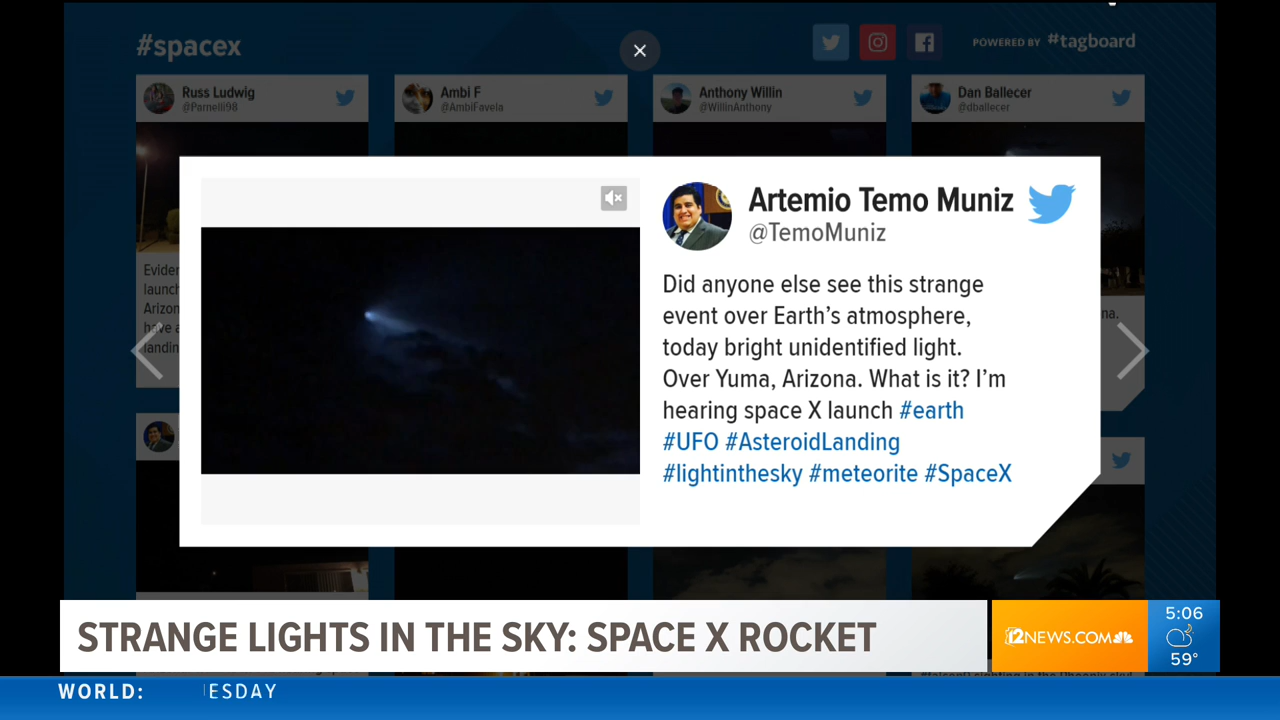 #spacex
POWERED BY #tagboard
Russ Ludwig
@Parnelli98
Ambi F
@AmbiFavela
Anthony Willin
@WillinAnthony
Dan Ballecer
@dballecer
Artemio Temo Muniz
@TemoMuniz
Did anyone else see this strange
event over Earth's atmosphere,
today bright unidentified light.
Over Yuma, Arizona. What is it? I'm
hearing space X launch #earth
#UFO #AsteroidLanding
#lightinthesky #meteorite #SpaceX
STRANGE LIGHTS IN THE SKY: SPACE X ROCKET
12NEWS.COM
5:06
59°
WORLD: ESDAY